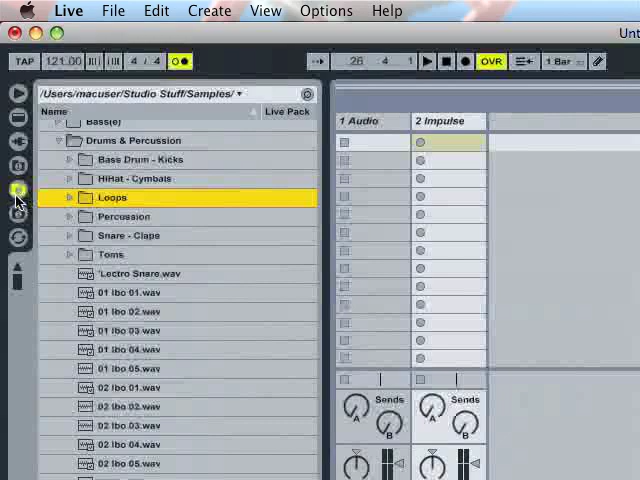 Live File Edit Create View Options Help
Unt
TAP 121.00 4 / 4 26 4 1 OVR 1 Bar
/Users/macuser/Studio Stuff/Samples/
1 Audio 2 Impulse
Name Live Pack
Bass(e)
Drums & Percussion
Bass Drum - Kicks
HiHat - Cymbals
Loops
Percussion
Snare - Claps
Toms
'Lectro Snare.wav
01 Ibo 01.wav
01 Ibo 02.wav
01 Ibo 03.wav
01 Ibo 04.wav
01 Ibo 05.wav
02 Ibo 01.wav
02 Ibo 02.wav
02 Ibo 03.wav
02 Ibo 04.wav
02 Ibo 05.wav
Sends Sends
A A
B B